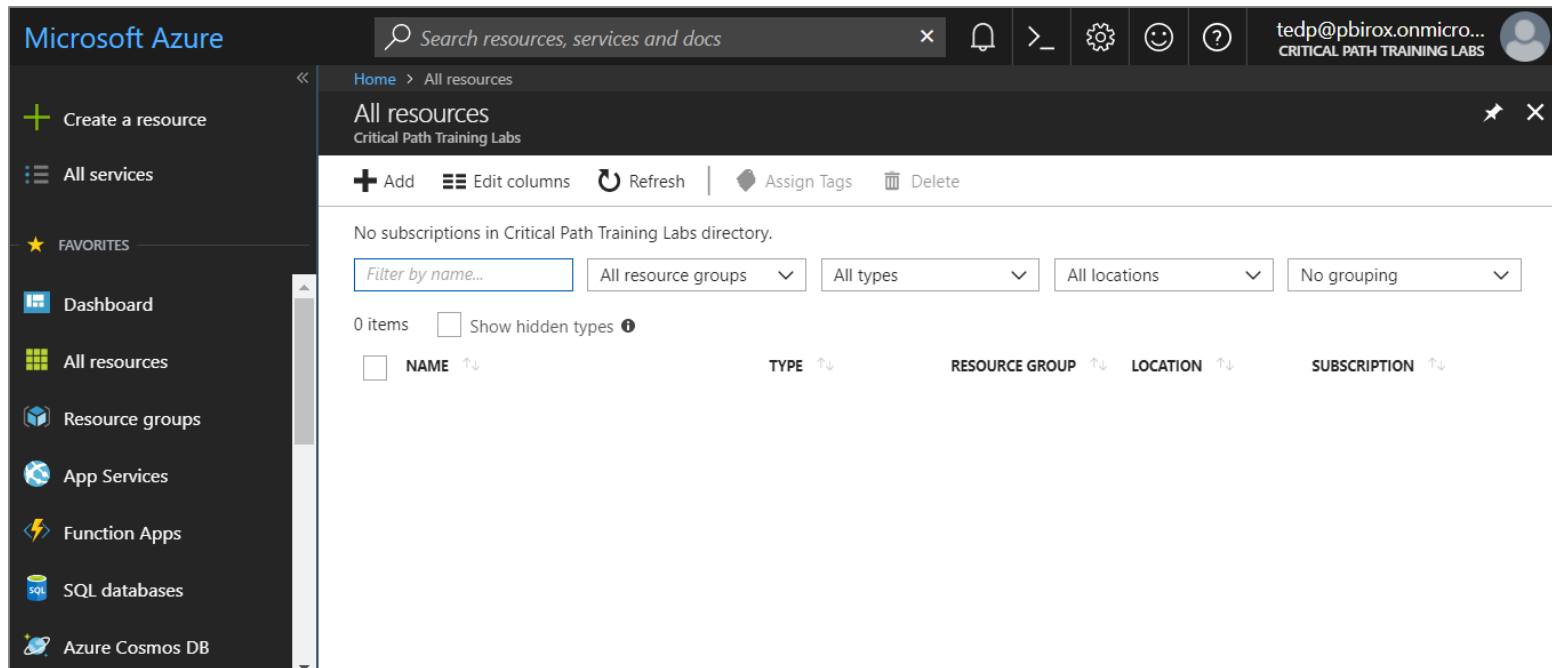 Microsoft Azure
Search resources, services and docs
tedp@pbirox.onmicro...
CRITICAL PATH TRAINING LABS
Create a resource
All services
FAVORITES
Dashboard
All resources
Resource groups
App Services
Function Apps
SQL databases
Azure Cosmos DB
Home > All resources
All resources
Critical Path Training Labs
Add Edit columns Refresh Assign Tags Delete
No subscriptions in Critical Path Training Labs directory.
Filter by name... All resource groups All types All locations No grouping
0 items Show hidden types
NAME TYPE RESOURCE GROUP LOCATION SUBSCRIPTION